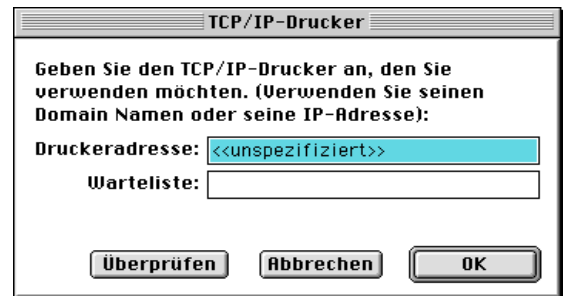 TCP/IP-Drucker
Geben Sie den TCP/IP-Drucker an, den Sie
verwenden möchten. (Verwenden Sie seinen
Domain Namen oder seine IP-Adresse):
Druckeradresse: <<unspezifiziert>>
Warteliste:
Überprüfen Abbrechen OK